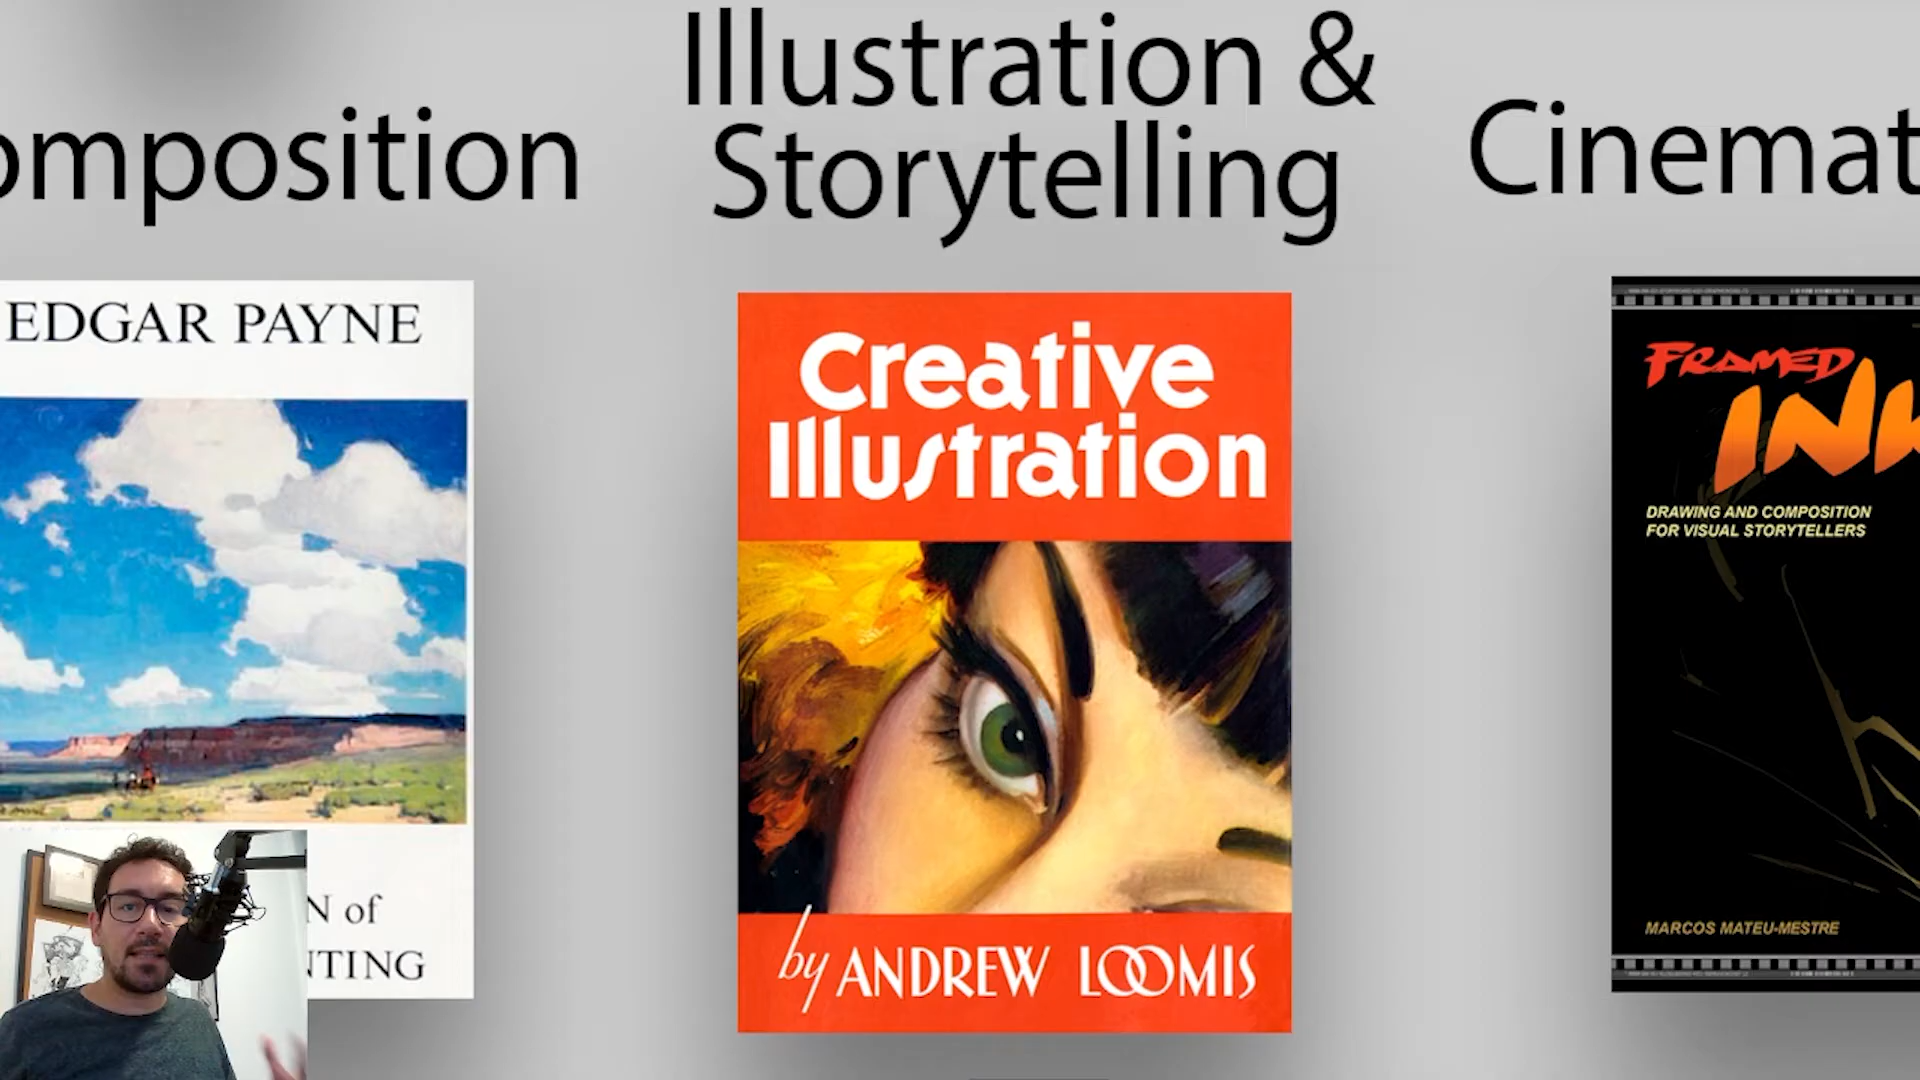 Illustration &
Storytelling
omposition
Cinemat
EDGAR PAYNE
N of
NTING
Creative
Illustration
by ANDREW LOOMIS
FRAMED
INK
DRAWING AND COMPOSITION
FOR VISUAL STORYTELLERS
MARCOS MATEU-MESTRE